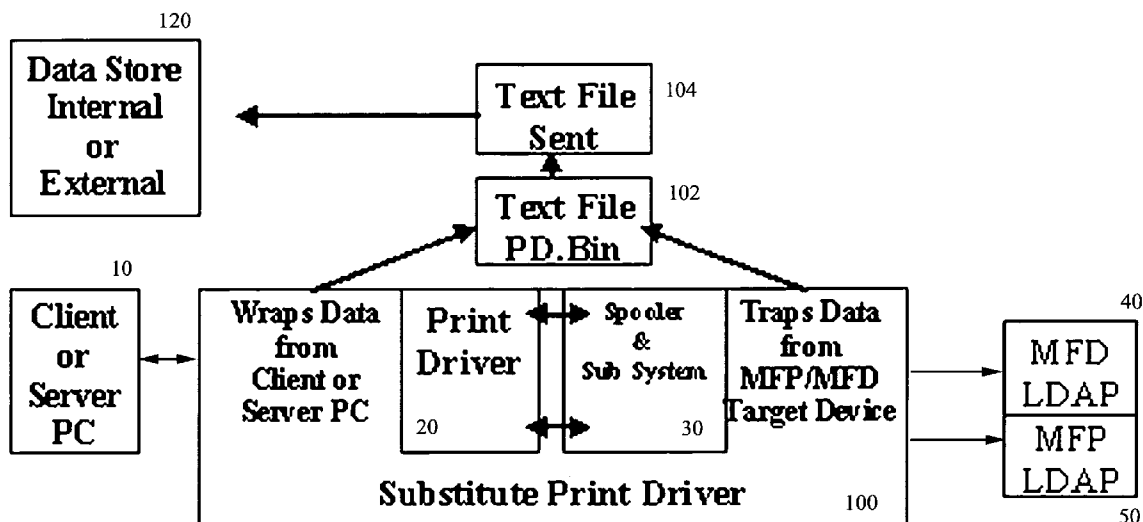 120
Data Store
Internal
or
External
Text File
Sent
104
Text File
PD.Bin
102
10
Client
or
Server
PC
Wraps Data
from
Client or
Server PC
Print
Driver
20
Spooler
&
Sub System
30
Traps Data
from
MFP/MFD
Target Device
Substitute Print Driver
100
40
MFD
LDAP
MFP
LDAP
50